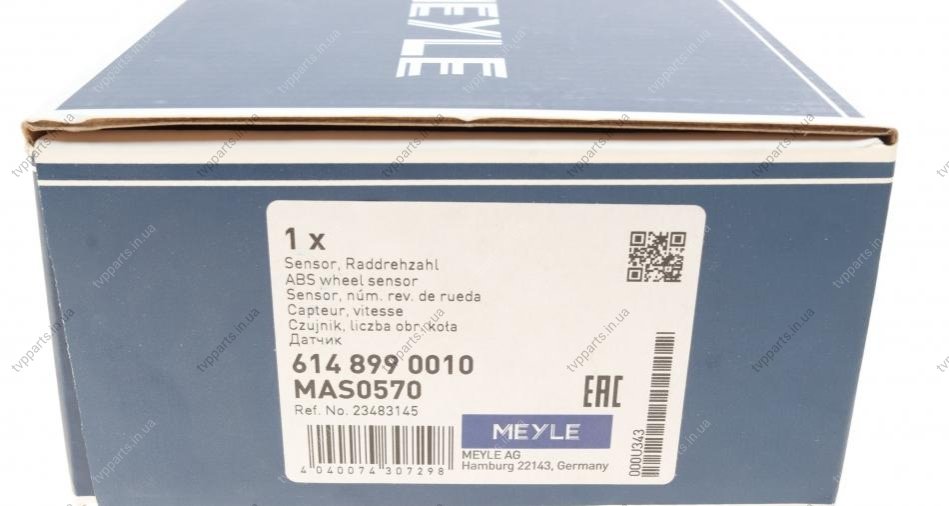 MEYLE
1 x
Sensor, Raddrehzahl
ABS wheel sensor
Sensor, núm. rev. de rueda
Capteur, vitesse
Czujnik, liczba obr. koła
Датчик
614 899 0010
MAS0570
Ref. No. 23483145
4 040074 307298
EAC
MEYLE
MEYLE AG
Hamburg 22143, Germany
000U343
tvpparts.in.ua